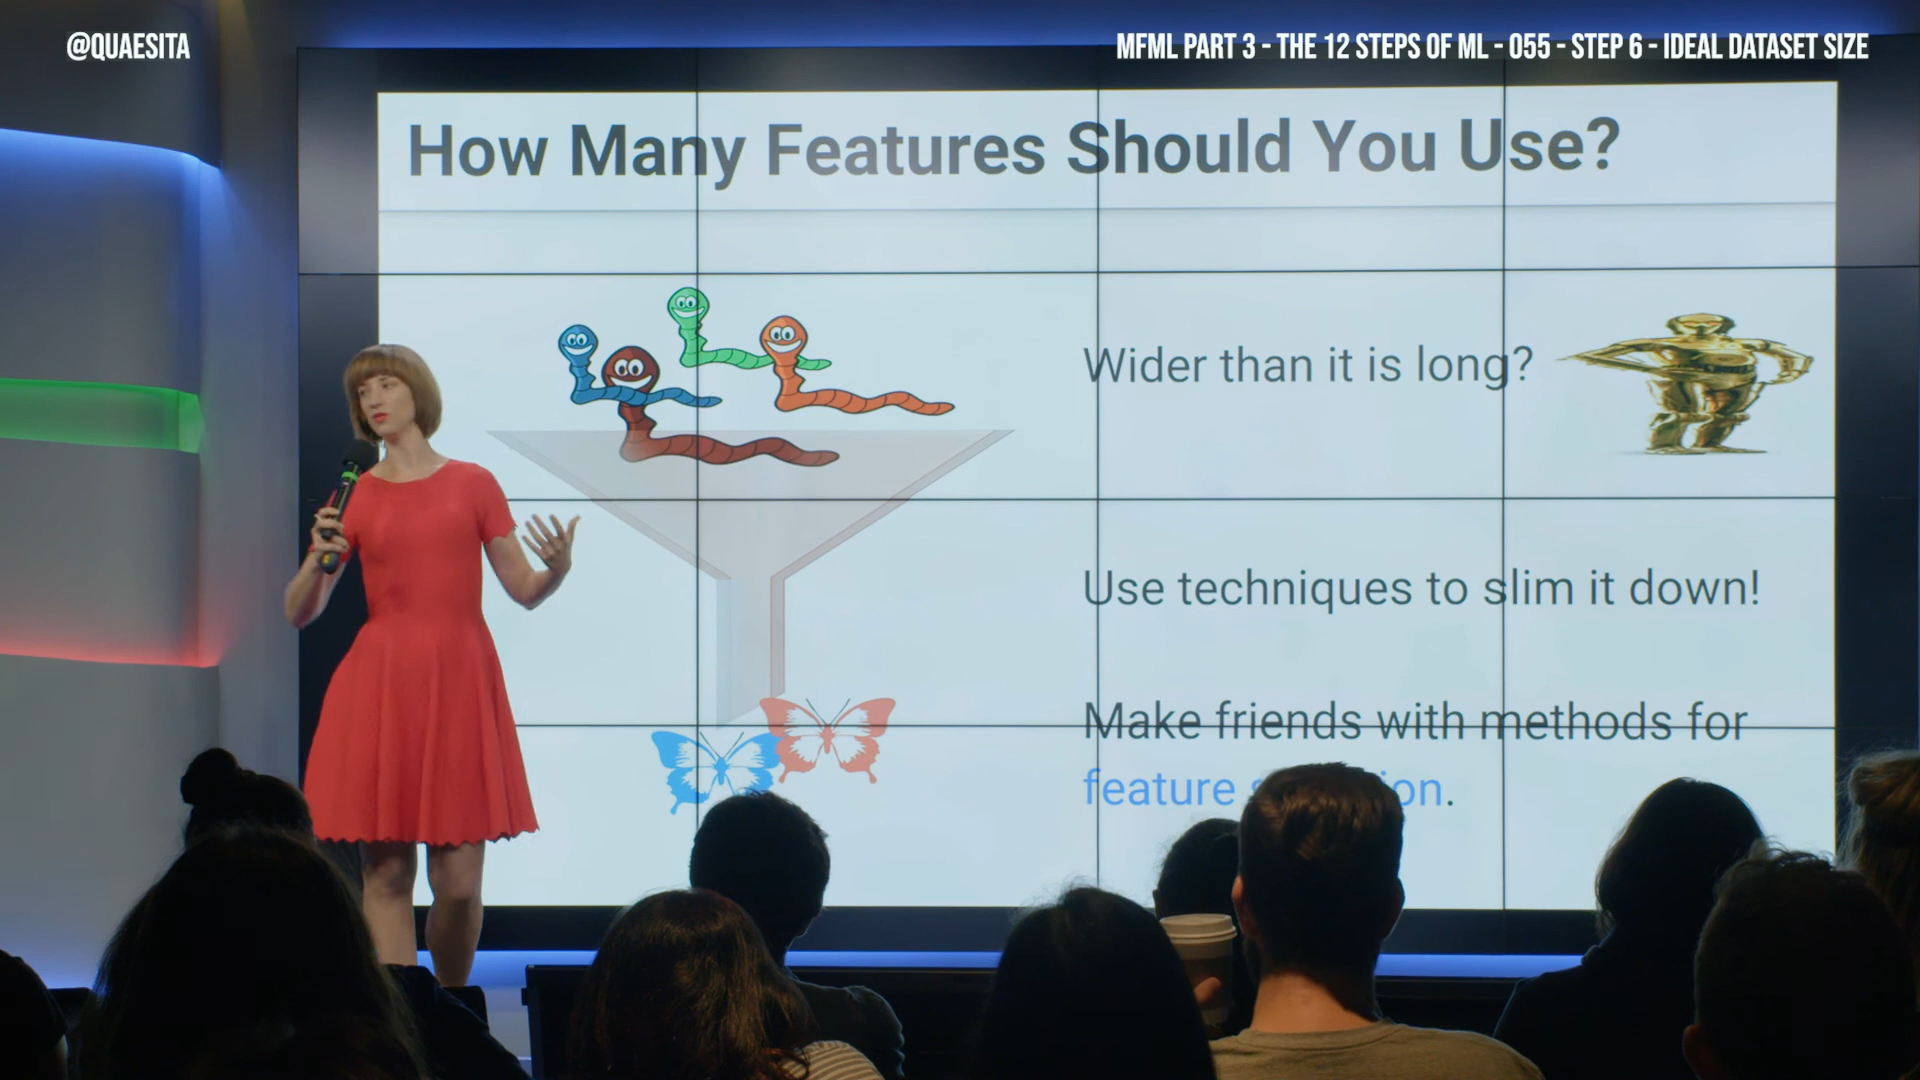 @QUAESITA
MFML PART 3 - THE 12 STEPS OF ML - 055 - STEP 6 - IDEAL DATASET SIZE
How Many Features Should You Use?
Wider than it is long?
Use techniques to slim it down!
Make friends with methods for
feature